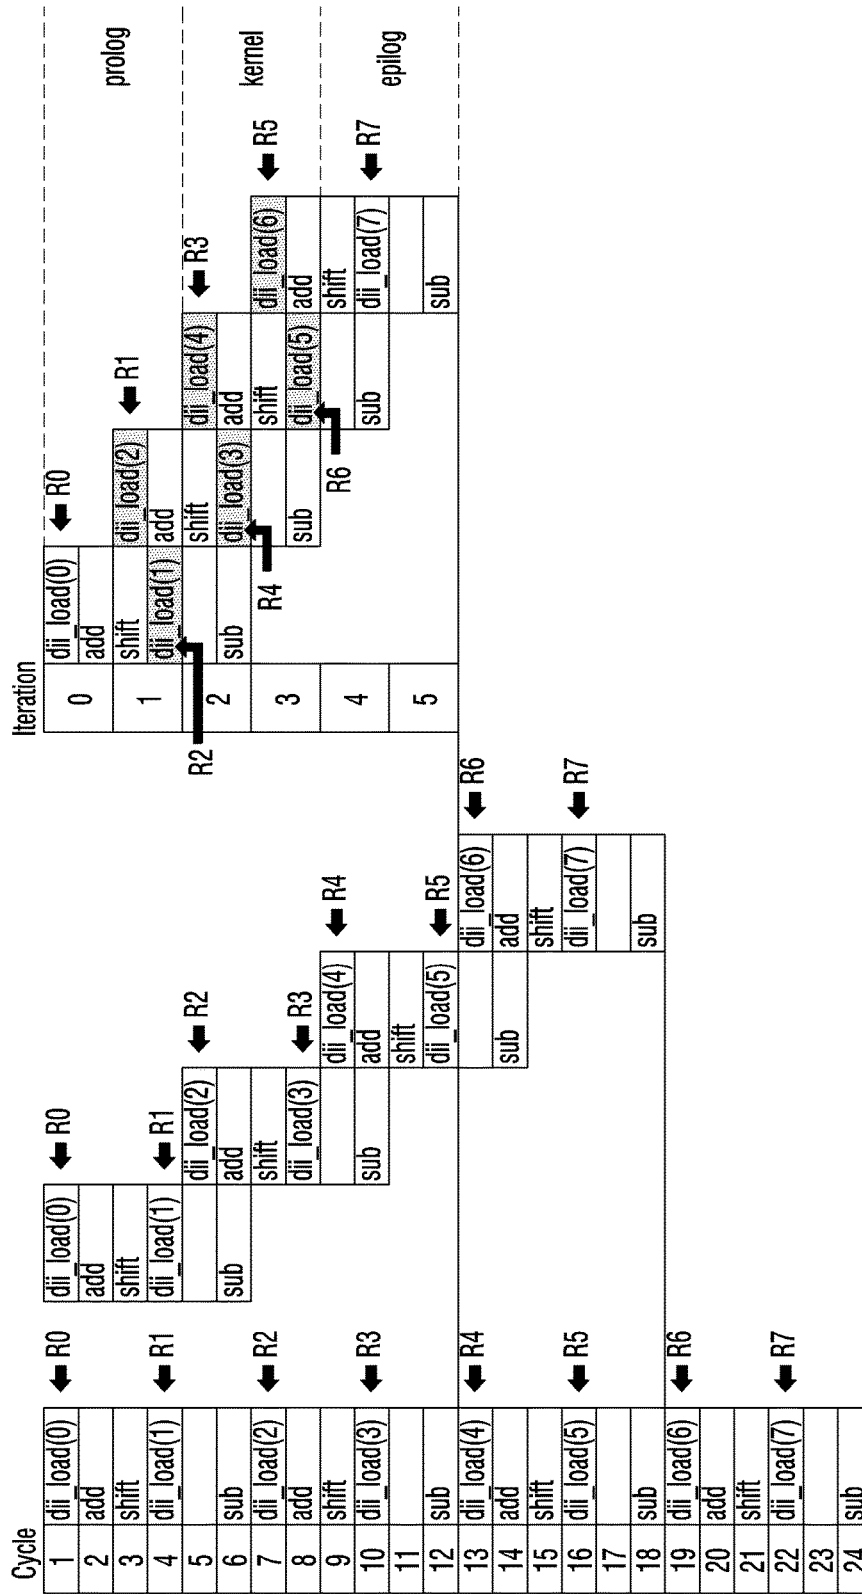 Cycle
1 dii_load(0) R0
2 add
3 shift
4 dii_load(1) R1
5
6 sub
7 dii_load(2) R2
8 add
9 shift
10 dii_load(3) R3
11
12 sub
13 dii_load(4) R4
14 add
15 shift
16 dii_load(5) R5
17
18 sub
19 dii_load(6) R6
20 add
21 shift
22 dii_load(7) R7
23
24 sub
dii_load(0) R0
add
shift
dii_load(1) R1
sub
dii_load(2) R2
add
shift
dii_load(3) R3
sub
dii_load(4) R4
add
shift
dii_load(5) R5
sub
dii_load(6) R6
add
shift
dii_load(7) R7
sub
Iteration
0
1
2
3
4
5
dii_load(0) R0
add
shift
dii_load(1)
R2
sub
dii_load(2) R1
add
shift
dii_load(3)
R4
sub
dii_load(4) R3
add
shift
dii_load(5)
R6
sub
dii_load(6) R5
add
shift
dii_load(7) R7
sub
prolog
kernel
epilog